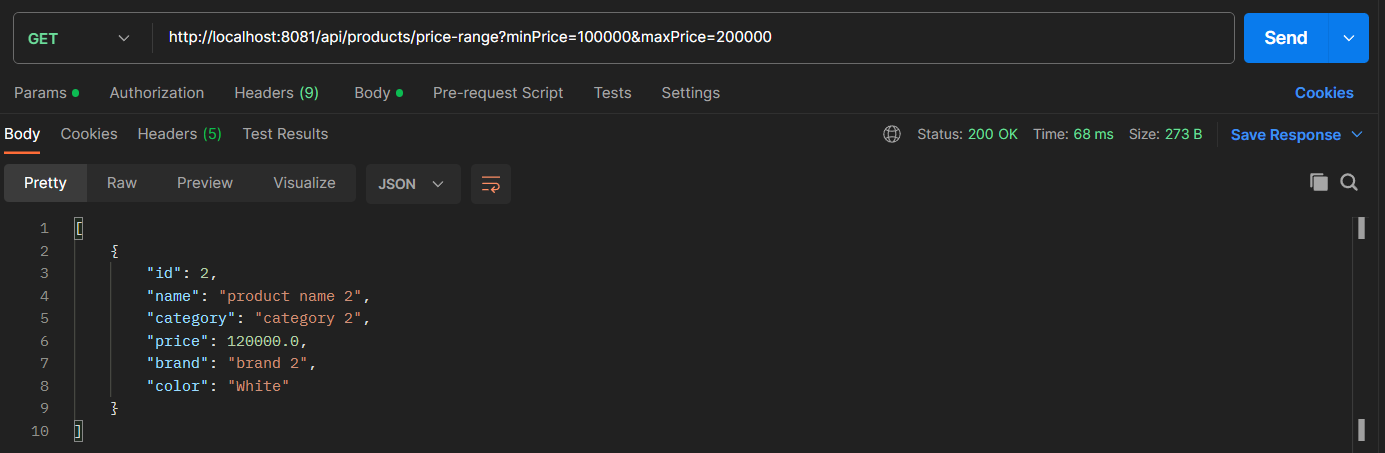 GET http://localhost:8081/api/products/price-range?minPrice=100000&maxPrice=200000 Send
Params Authorization Headers (9) Body Pre-request Script Tests Settings Cookies
Body Cookies Headers (5) Test Results Status: 200 OK Time: 68 ms Size: 273 B Save Response
Pretty Raw Preview Visualize JSON
1 [
2 {
3 "id": 2,
4 "name": "product name 2",
5 "category": "category 2",
6 "price": 120000.0,
7 "brand": "brand 2",
8 "color": "White"
9 }
10 ]